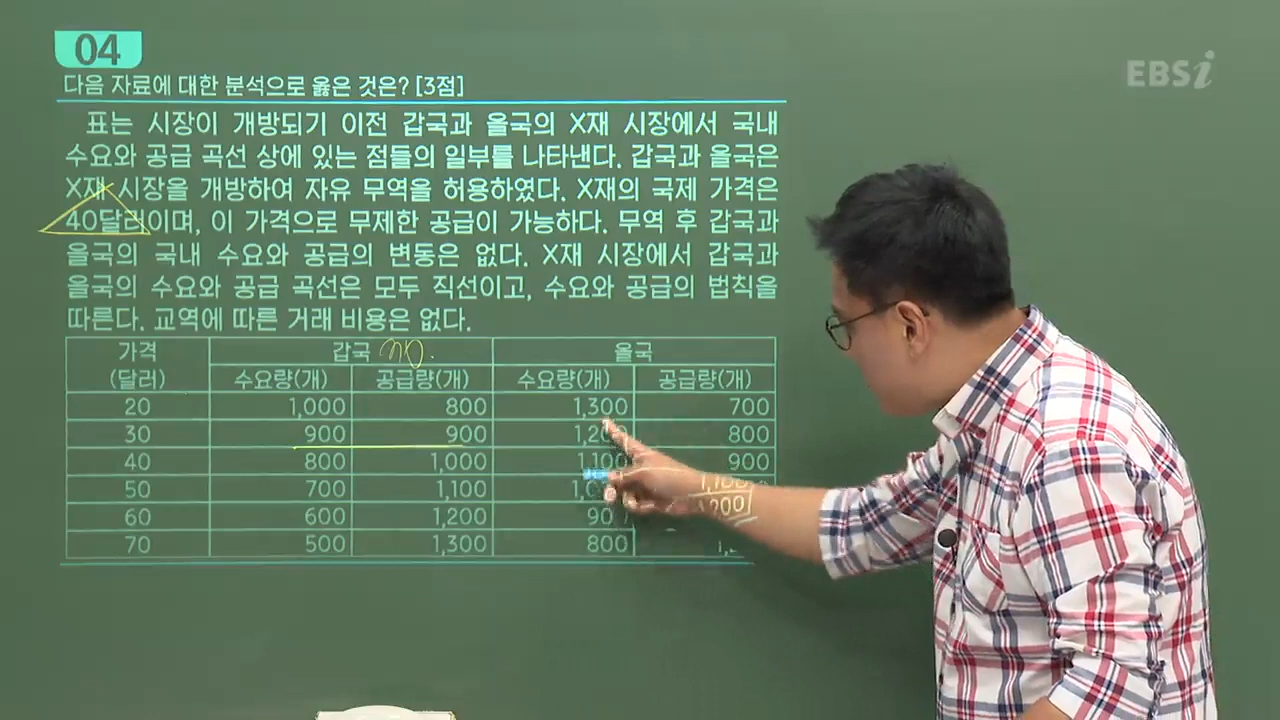 04
EBSi
다음 자료에 대한 분석으로 옳은 것은? [3점]
표는 시장이 개방되기 이전 갑국과 을국의 X재 시장에서 국내
수요와 공급 곡선 상에 있는 점들의 일부를 나타낸다. 갑국과 을국은
X재 시장을 개방하여 자유 무역을 허용하였다. X재의 국제 가격은
40달러이며, 이 가격으로 무제한 공급이 가능하다. 무역 후 갑국과
을국의 국내 수요와 공급의 변동은 없다. X재 시장에서 갑국과
을국의 수요와 공급 곡선은 모두 직선이고, 수요와 공급의 법칙을
따른다. 교역에 따른 거래 비용은 없다.
가격 갑국 을국
(달러) 수요량(개) 공급량(개) 수요량(개) 공급량(개)
20 1,000 800 1,300 700
30 900 900 800
40 800 1,000 1,100 900
50 700 1,100
60 600 1,200
70 500 1,300 800